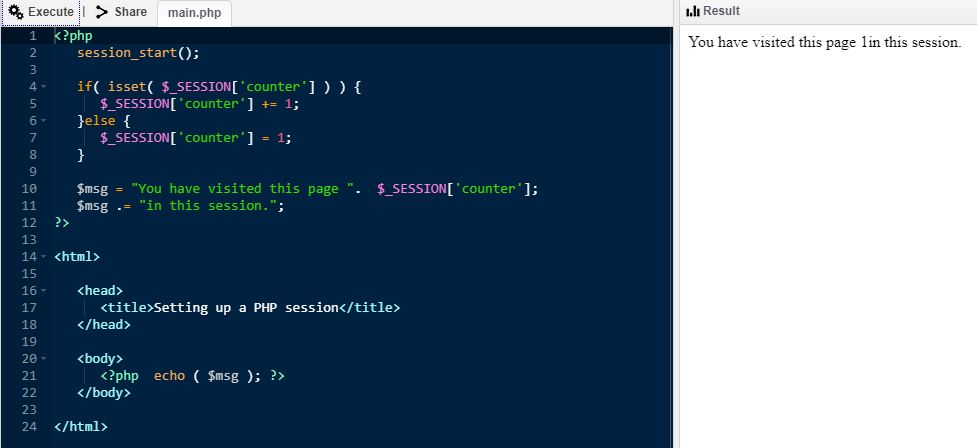 Execute | > Share main.php
1 <?php
2 session_start();
3
4 if( isset( $_SESSION['counter'] ) ) {
5 $_SESSION['counter'] += 1;
6 }else {
7 $_SESSION['counter'] = 1;
8 }
9
10 $msg = "You have visited this page ".  $_SESSION['counter'];
11 $msg .= "in this session.";
12 ?>
13
14 <html>
15
16 <head>
17 <title>Setting up a PHP session</title>
18 </head>
19
20 <body>
21 <?php  echo ( $msg ); ?>
22 </body>
23
24 </html>
Result
You have visited this page 1in this session.